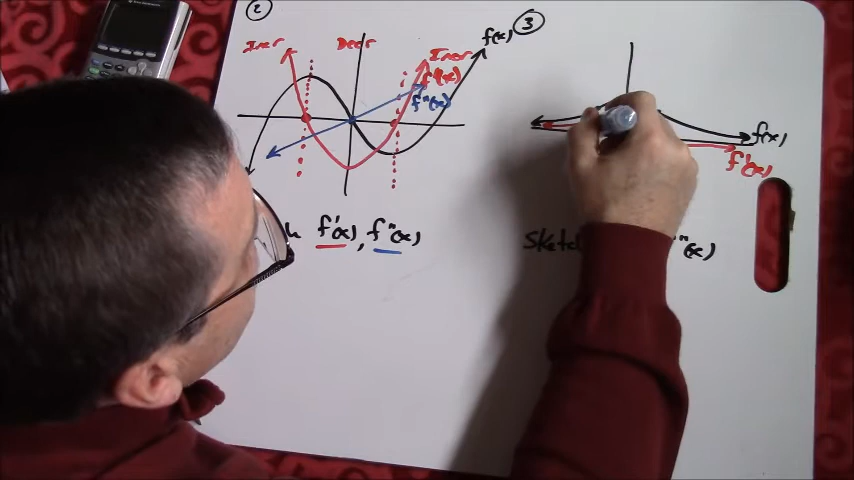 2
Incr Decr Incr f(x)
f'(x)
f"(x)
f'(x), f"(x)
3
f(x)
f'(x)
Sketch "(x)